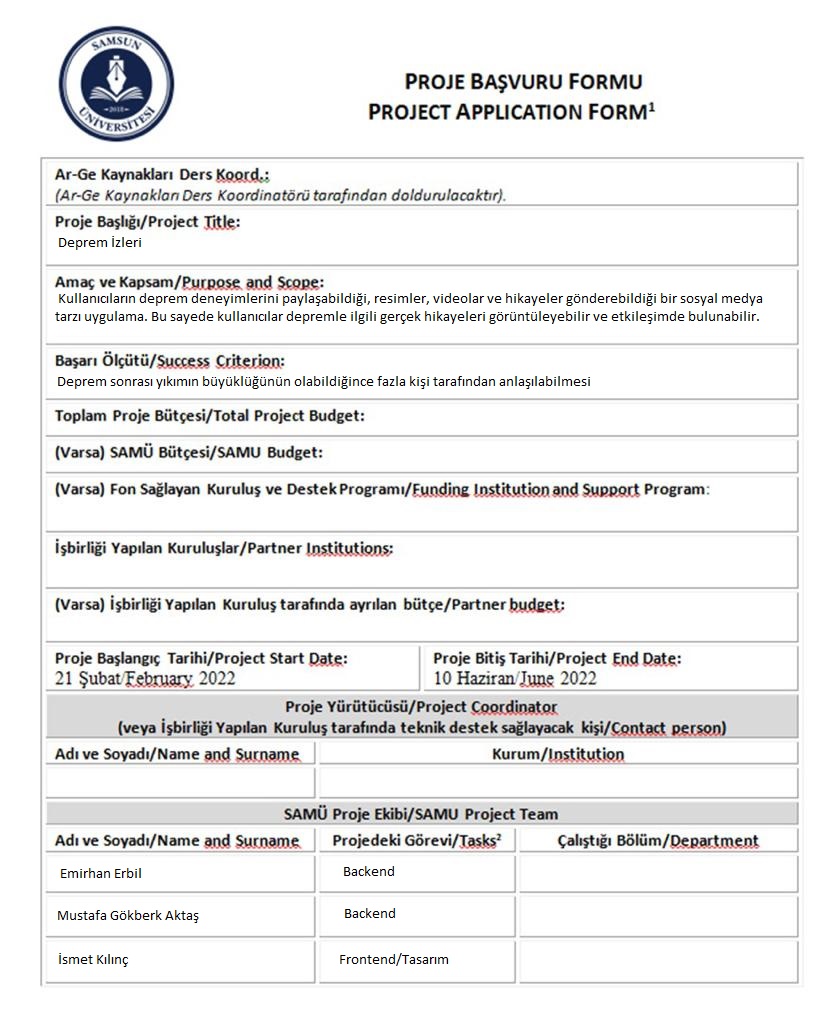 SAMSUN
2018
ÜNİVERSİTESİ
PROJE BAŞVURU FORMU
PROJECT APPLICATION FORM¹
Ar-Ge Kaynakları Ders Koord.:
(Ar-Ge Kaynakları Ders Koordinatörü tarafından doldurulacaktır).
Proje Başlığı/Project Title:
Deprem İzleri
Amaç ve Kapsam/Purpose and Scope:
Kullanıcıların deprem deneyimlerini paylaşabildiği, resimler, videolar ve hikayeler gönderebildiği bir sosyal medya
tarzı uygulama. Bu sayede kullanıcılar depremle ilgili gerçek hikayeleri görüntüleyebilir ve etkileşimde bulunabilir.
Başarı Ölçütü/Success Criterion:
Deprem sonrası yıkımın büyüklüğünün olabildiğince fazla kişi tarafından anlaşılabilmesi
Toplam Proje Bütçesi/Total Project Budget:
(Varsa) SAMÜ Bütçesi/SAMU Budget:
(Varsa) Fon Sağlayan Kuruluş ve Destek Programı/Funding Institution and Support Program:
İşbirliği Yapılan Kuruluşlar/Partner Institutions:
(Varsa) İşbirliği Yapılan Kuruluş tarafında ayrılan bütçe/Partner budget:
Proje Başlangıç Tarihi/Project Start Date:
21 Şubat/February 2022
Proje Bitiş Tarihi/Project End Date:
10 Haziran/June 2022
Proje Yürütücüsü/Project Coordinator
(veya İşbirliği Yapılan Kuruluş tarafında teknik destek sağlayacak kişi/Contact person)
Adı ve Soyadı/Name and Surname
Kurum/Institution
SAMÜ Proje Ekibi/SAMU Project Team
Adı ve Soyadı/Name and Surname
Projedeki Görevi/Tasks²
Çalıştığı Bölüm/Department
Emirhan Erbil
Backend
Mustafa Gökberk Aktaş
Backend
İsmet Kılınç
Frontend/Tasarım